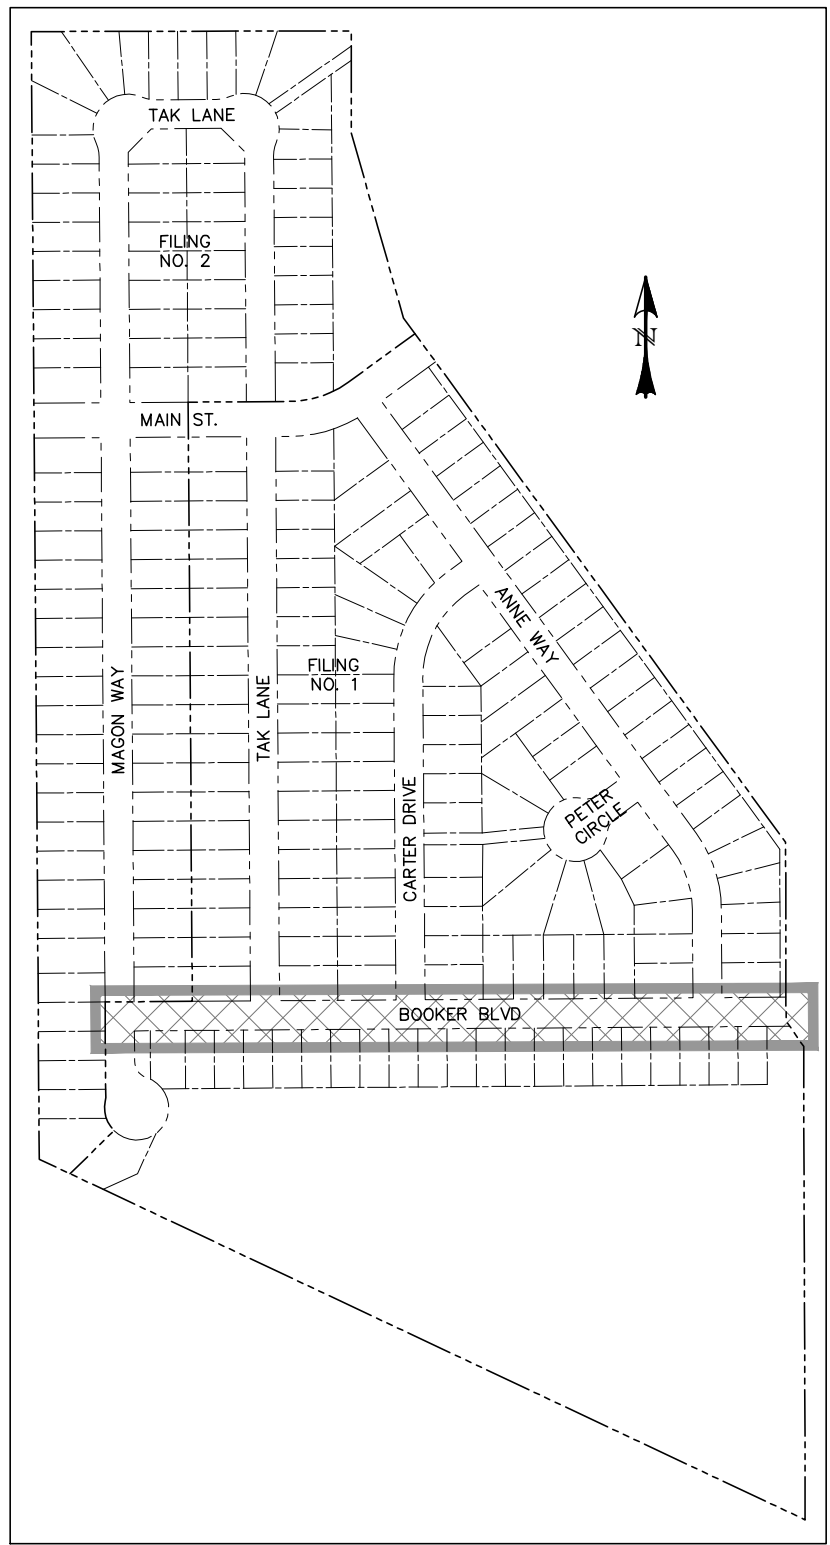 TAK LANE
FILING
NO. 2
N
MAIN ST.
ANNE WAY
FILING
NO. 1
MAGON WAY
TAK LANE
CARTER DRIVE
PETER
CIRCLE
BOOKER BLVD